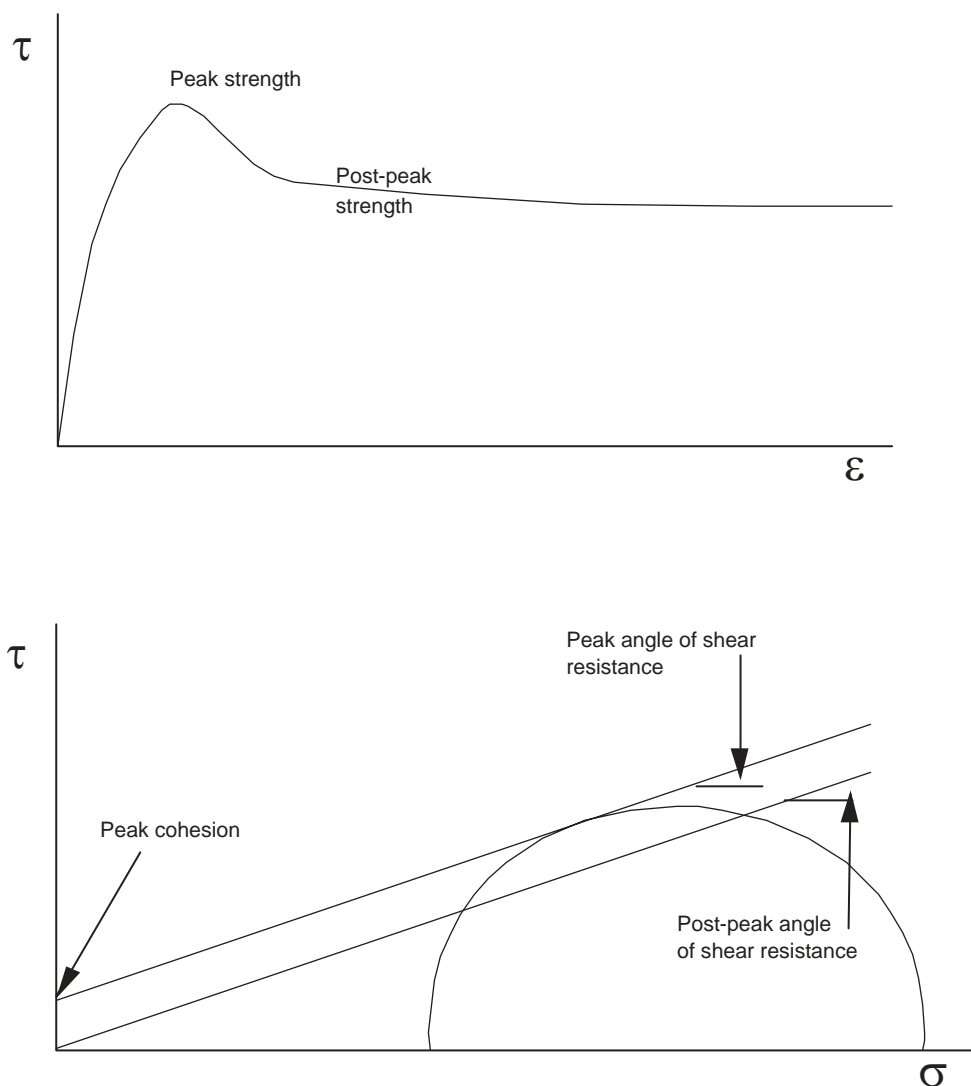 τ
Peak strength
Post-peak
strength
ε
τ
Peak angle of shear
resistance
Peak cohesion
Post-peak angle
of shear resistance
σ